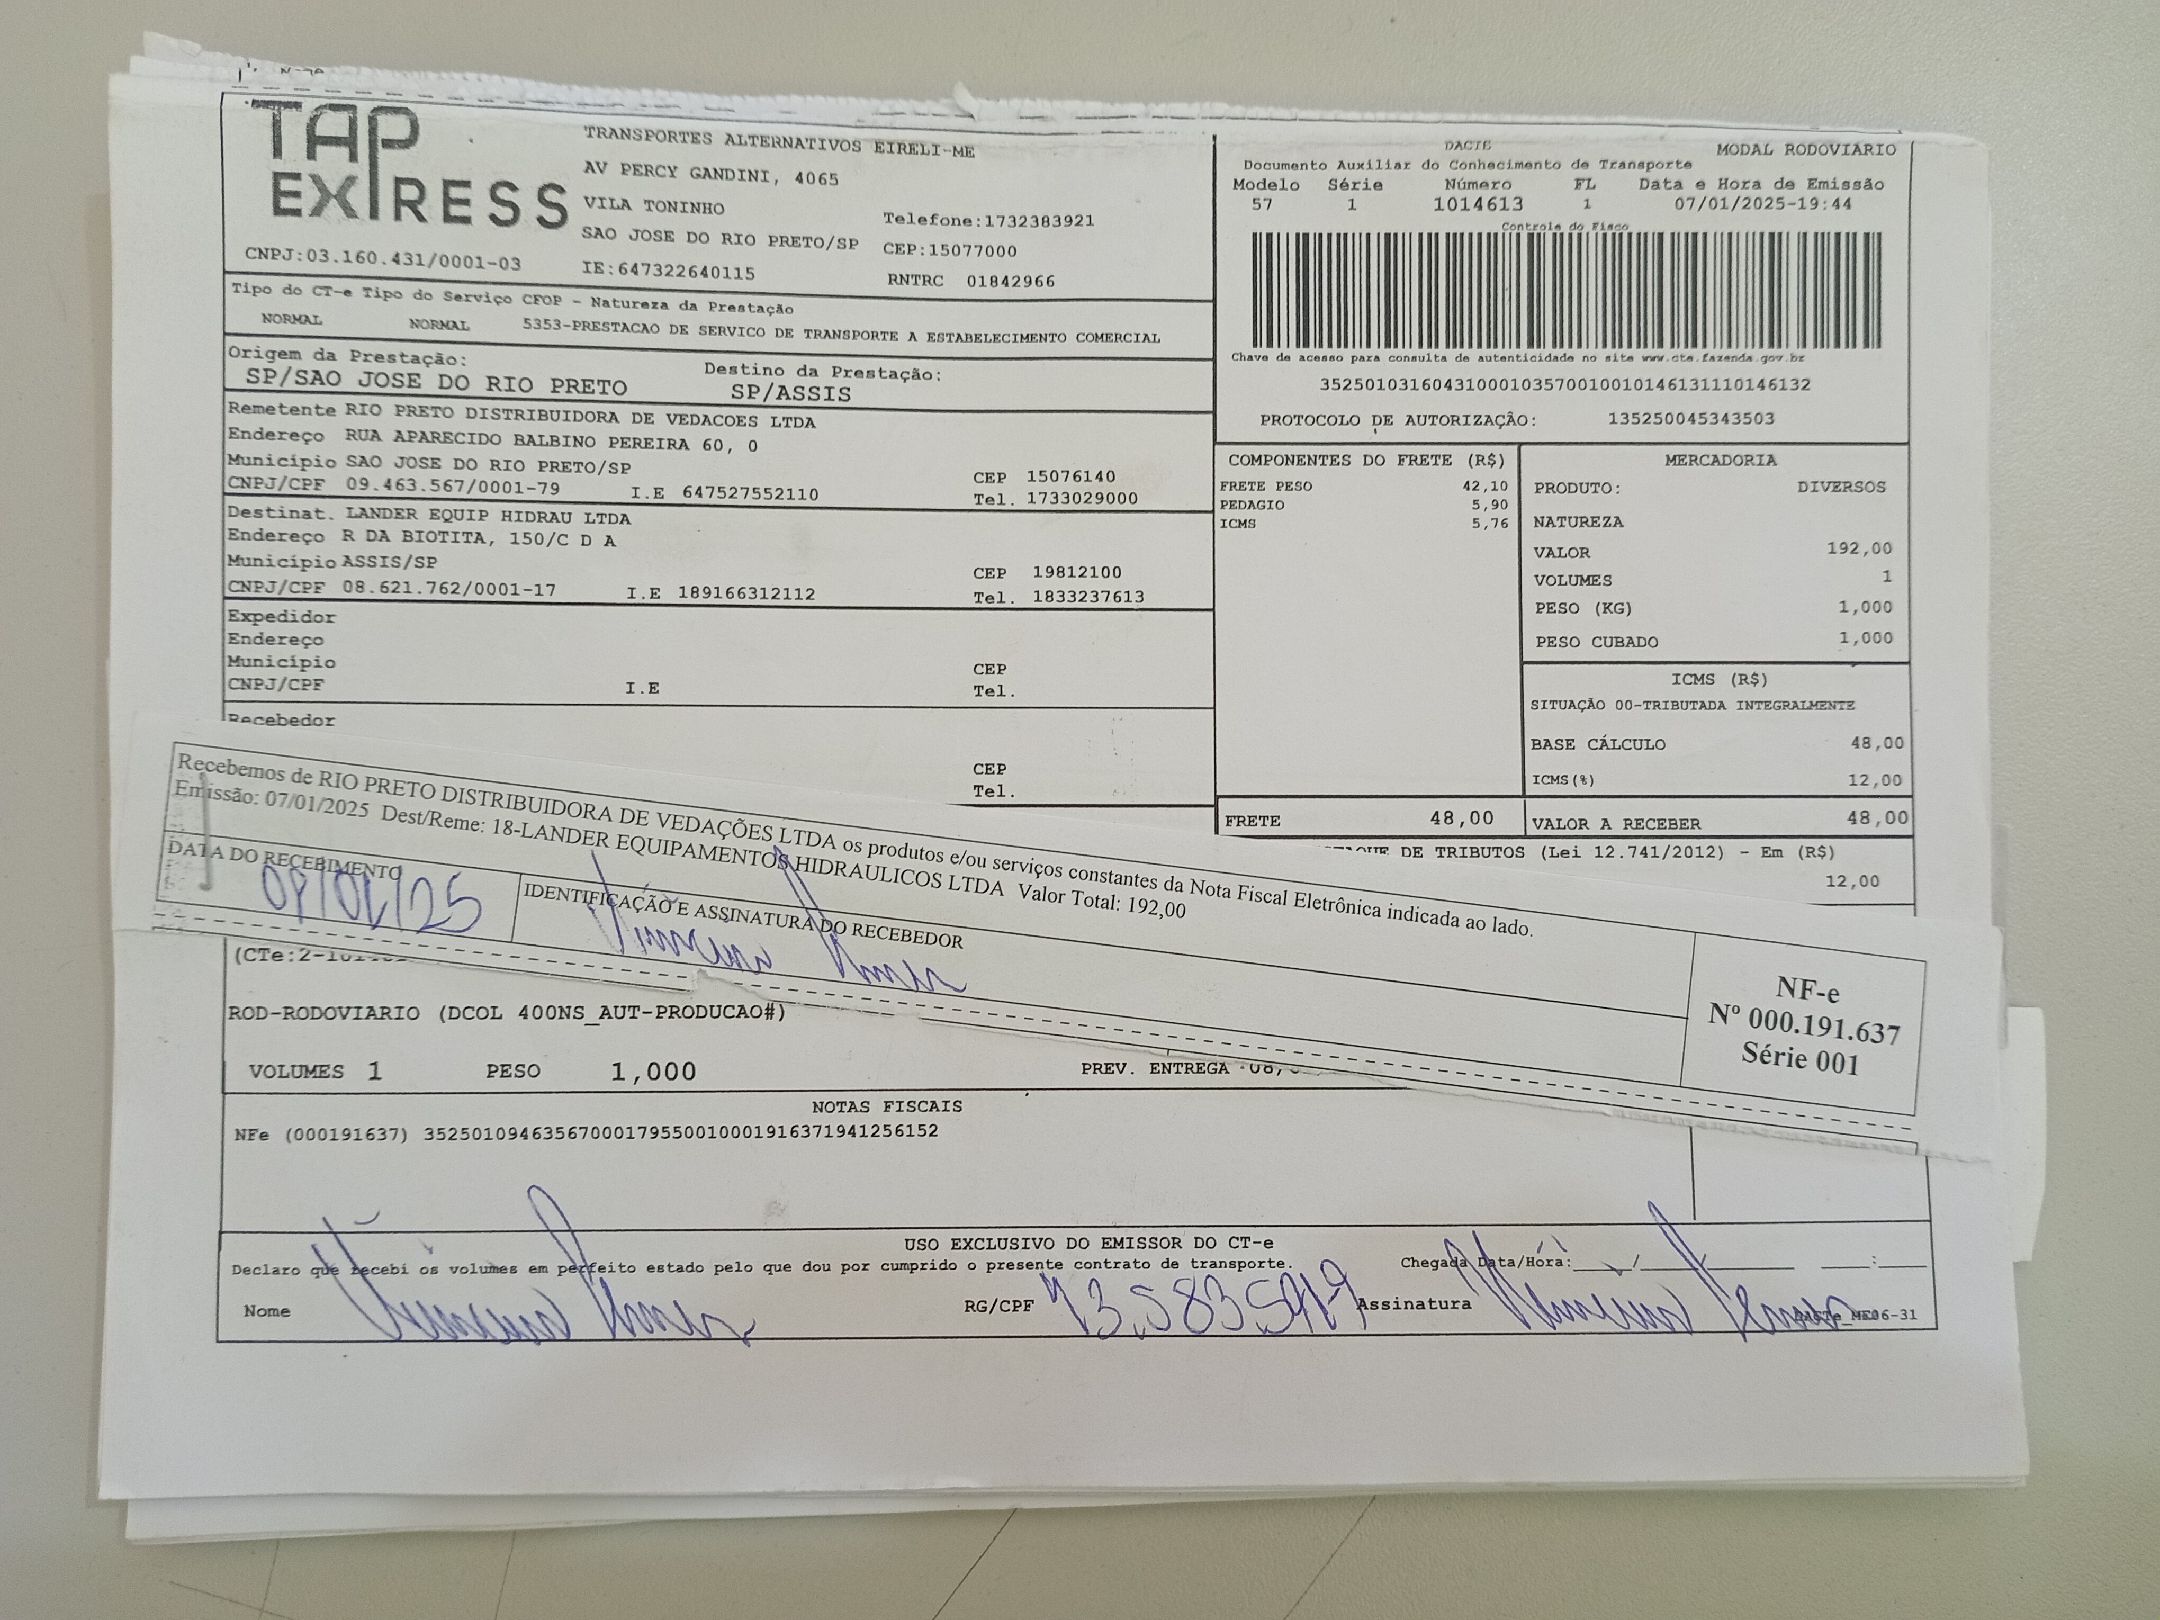 TAP EXPRESS
TRANSPORTES ALTERNATIVOS EIRELI-ME
AV PERCY GANDINI, 4065
VILA TONINHO
Telefone:1732383921
SAO JOSE DO RIO PRETO/SP CEP:15077000
CNPJ:03.160.431/0001-03 IE:647322640115 RNTRC 01842966
DACTE MODAL RODOVIARIO
Documento Auxiliar do Conhecimento de Transporte
Modelo Série Número FL Data e Hora de Emissão
57 1 1014613 1 07/01/2025-19:44
Controle do Fisco
Chave de acesso para consulta de autenticidade no site www.cte.fazenda.gov.br
35250103160431000103570010010146131110146132
PROTOCOLO DE AUTORIZAÇÃO: 135250045343503
Tipo do CT-e Tipo do Serviço CFOP - Natureza da Prestação
NORMAL NORMAL 5353-PRESTACAO DE SERVICO DE TRANSPORTE A ESTABELECIMENTO COMERCIAL
Origem da Prestação: Destino da Prestação:
SP/SAO JOSE DO RIO PRETO SP/ASSIS
Remetente RIO PRETO DISTRIBUIDORA DE VEDACOES LTDA
Endereço RUA APARECIDO BALBINO PEREIRA 60, 0
Município SAO JOSE DO RIO PRETO/SP CEP 15076140
CNPJ/CPF 09.463.567/0001-79 I.E 647527552110 Tel. 1733029000
Destinat. LANDER EQUIP HIDRAU LTDA
Endereço R DA BIOTITA, 150/C D A
Município ASSIS/SP CEP 19812100
CNPJ/CPF 08.621.762/0001-17 I.E 189166312112 Tel. 1833237613
Expedidor
Endereço
Município CEP
CNPJ/CPF I.E Tel.
Recebedor
CEP
Tel.
COMPONENTES DO FRETE (R$)
FRETE PESO 42,10
PEDAGIO 5,90
ICMS 5,76
FRETE 48,00
MERCADORIA
PRODUTO: DIVERSOS
NATUREZA
VALOR 192,00
VOLUMES 1
PESO (KG) 1,000
PESO CUBADO 1,000
ICMS (R$)
SITUAÇÃO 00-TRIBUTADA INTEGRALMENTE
BASE CÁLCULO 48,00
ICMS(%) 12,00
VALOR A RECEBER 48,00
DE TRIBUTOS (Lei 12.741/2012) - Em (R$)
12,00
Recebemos de RIO PRETO DISTRIBUIDORA DE VEDAÇÕES LTDA os produtos e/ou serviços constantes da Nota Fiscal Eletrônica indicada ao lado.
Emissão: 07/01/2025 Dest/Reme: 18-LANDER EQUIPAMENTOS HIDRAULICOS LTDA Valor Total: 192,00
DATA DO RECEBIMENTO IDENTIFICAÇÃO E ASSINATURA DO RECEBEDOR
NF-e
Nº 000.191.637
Série 001
ROD-RODOVIARIO (DCOL 400NS_AUT-PRODUCAO#)
VOLUMES 1 PESO 1,000 PREV. ENTREGA
NOTAS FISCAIS
NFe (000191637) 35250109463567000179550010001916371941256152
USO EXCLUSIVO DO EMISSOR DO CT-e
Declaro que recebi os volumes em perfeito estado pelo que dou por cumprido o presente contrato de transporte. Chegada Data/Hora:
Nome RG/CPF Assinatura